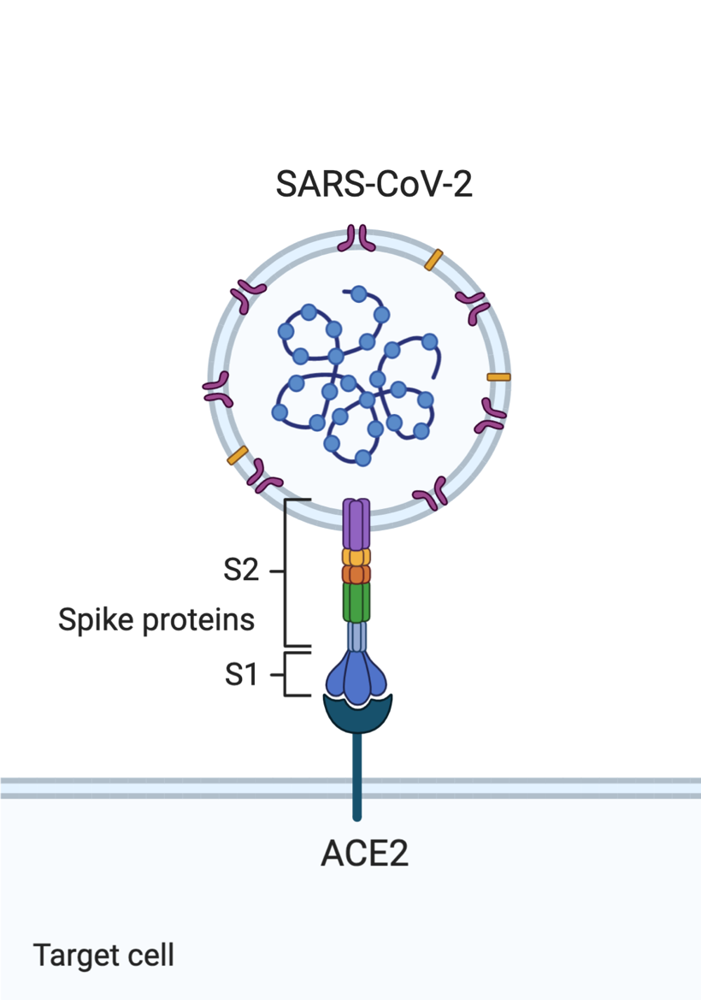 SARS-CoV-2
S2
Spike proteins
S1
ACE2
Target cell